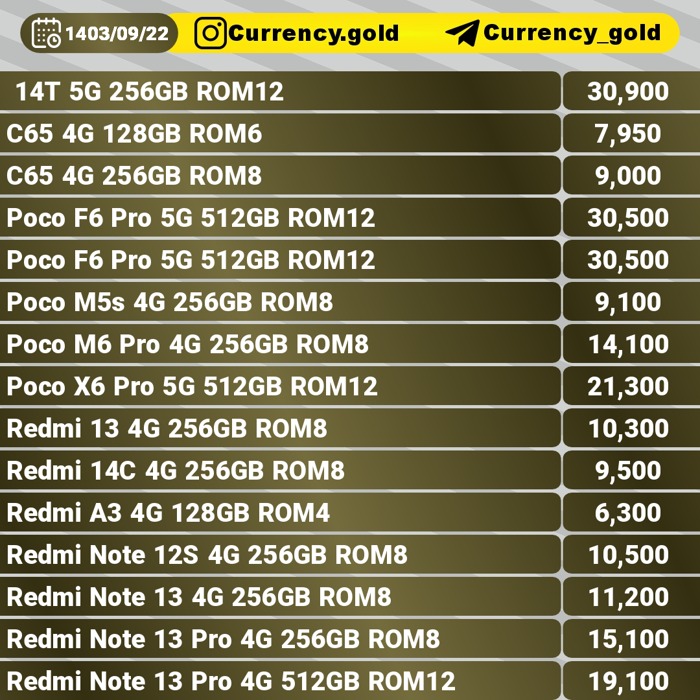 1403/09/22 Currency.gold Currency_gold
14T 5G 256GB ROM12 30,900
C65 4G 128GB ROM6 7,950
C65 4G 256GB ROM8 9,000
Poco F6 Pro 5G 512GB ROM12 30,500
Poco F6 Pro 5G 512GB ROM12 30,500
Poco M5s 4G 256GB ROM8 9,100
Poco M6 Pro 4G 256GB ROM8 14,100
Poco X6 Pro 5G 512GB ROM12 21,300
Redmi 13 4G 256GB ROM8 10,300
Redmi 14C 4G 256GB ROM8 9,500
Redmi A3 4G 128GB ROM4 6,300
Redmi Note 12S 4G 256GB ROM8 10,500
Redmi Note 13 4G 256GB ROM8 11,200
Redmi Note 13 Pro 4G 256GB ROM8 15,100
Redmi Note 13 Pro 4G 512GB ROM12 19,100